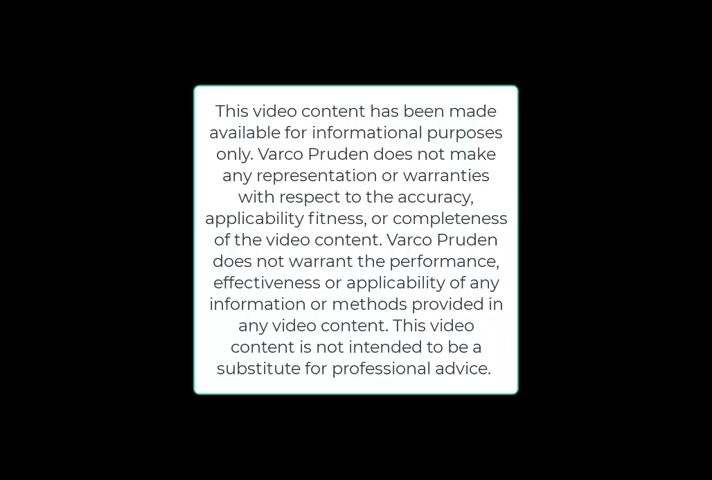 This video content has been made
available for informational purposes
only. Varco Pruden does not make
any representation or warranties
with respect to the accuracy,
applicability fitness, or completeness
of the video content. Varco Pruden
does not warrant the performance,
effectiveness or applicability of any
information or methods provided in
any video content. This video
content is not intended to be a
substitute for professional advice.